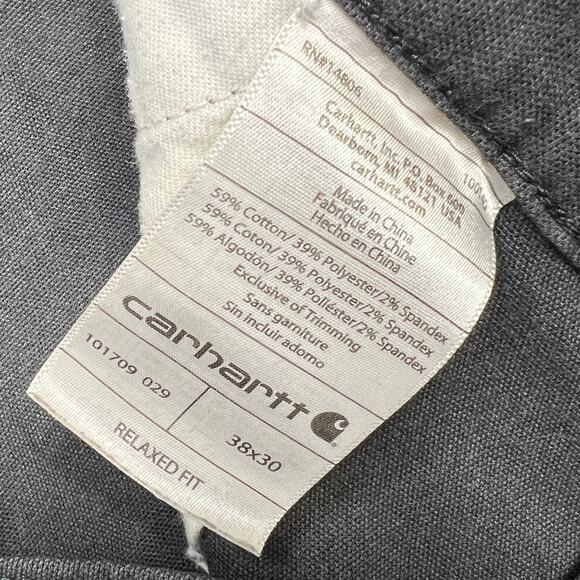 RN#14806
Carhartt, Inc. P.O. Box 600
Dearborn, MI 48121 USA
carhartt.com
Made in China
Fabriqué en Chine
Hecho en China
59% Cotton/ 39% Polyester/2% Spandex
59% Coton/ 39% Polyester/2% Spandex
59% Algodón/ 39% Poliéster/2% Spandex
Exclusive of Trimming
Sans garniture
Sin incluir adorno
carhartt
101709 029
38x30
RELAXED FIT